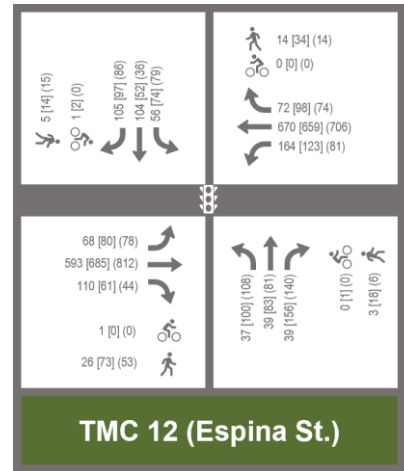 5 [14] (15)
1 [2] (0)
105 [97] (86)
104 [52] (36)
56 [74] (79)
14 [34] (14)
0 [0] (0)
72 [98] (74)
670 [659] (706)
164 [123] (81)
68 [80] (78)
593 [685] (812)
110 [61] (44)
1 [0] (0)
26 [73] (53)
37 [100] (108)
39 [83] (81)
39 [156] (140)
0 [1] (0)
3 [18] (6)
TMC 12 (Espina St.)